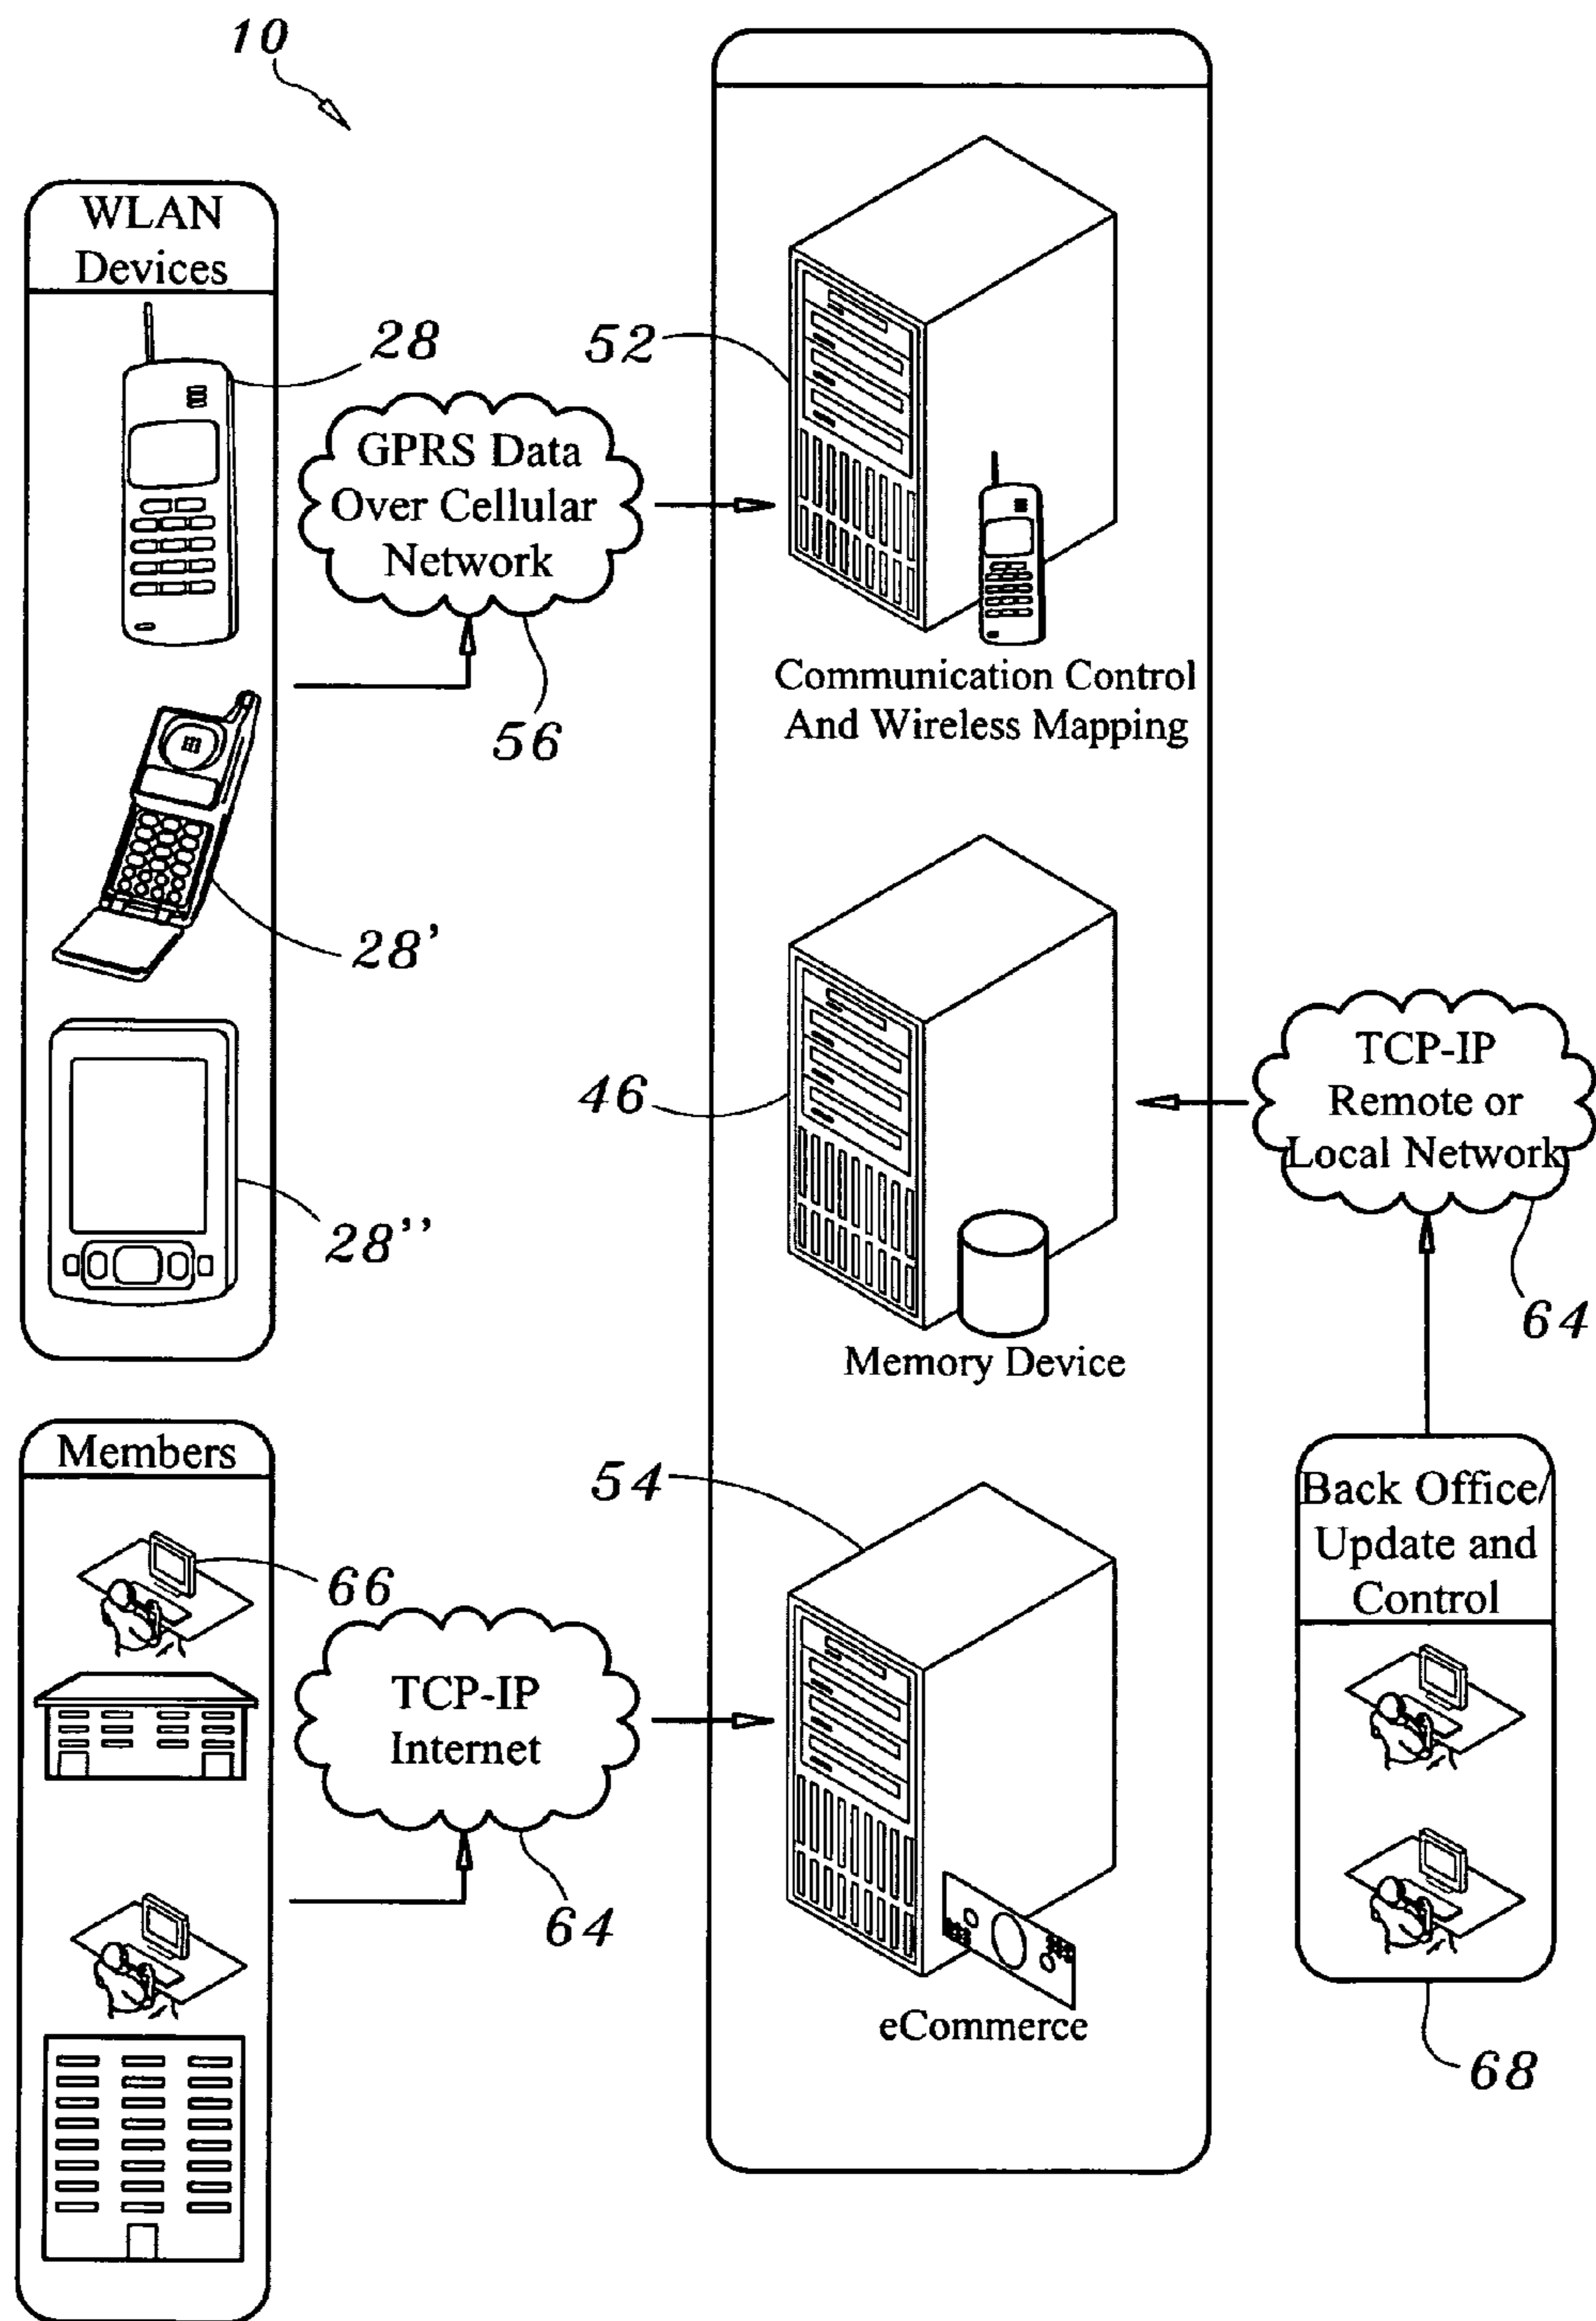 10
WLAN
Devices
28
GPRS Data
Over Cellular
Network
56
28'
28''
52
Communication Control
And Wireless Mapping
46
Memory Device
TCP-IP
Remote or
Local Network
64
Members
66
TCP-IP
Internet
64
54
eCommerce
Back Office/
Update and
Control
68